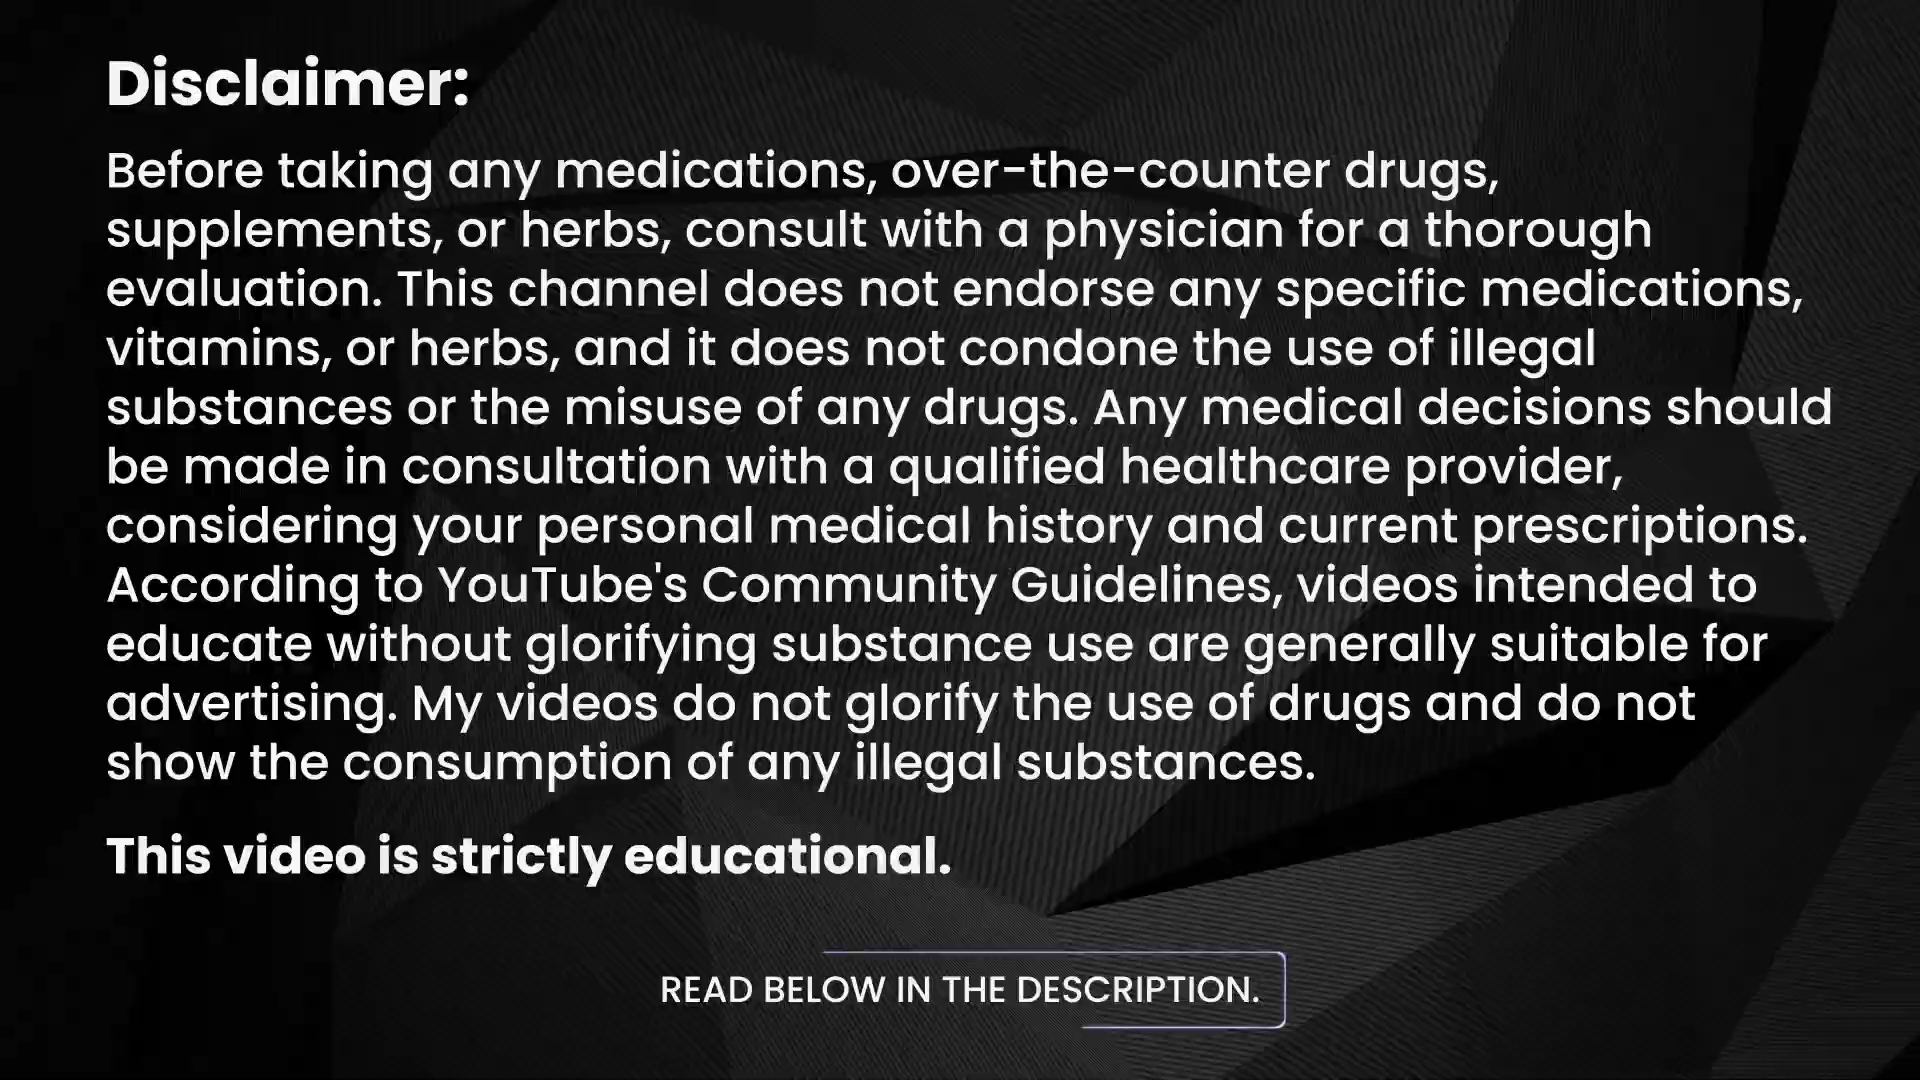 Disclaimer:
Before taking any medications, over-the-counter drugs,
supplements, or herbs, consult with a physician for a thorough
evaluation. This channel does not endorse any specific medications,
vitamins, or herbs, and it does not condone the use of illegal
substances or the misuse of any drugs. Any medical decisions should
be made in consultation with a qualified healthcare provider,
considering your personal medical history and current prescriptions.
According to YouTube's Community Guidelines, videos intended to
educate without glorifying substance use are generally suitable for
advertising. My videos do not glorify the use of drugs and do not
show the consumption of any illegal substances.
This video is strictly educational.
READ BELOW IN THE DESCRIPTION.